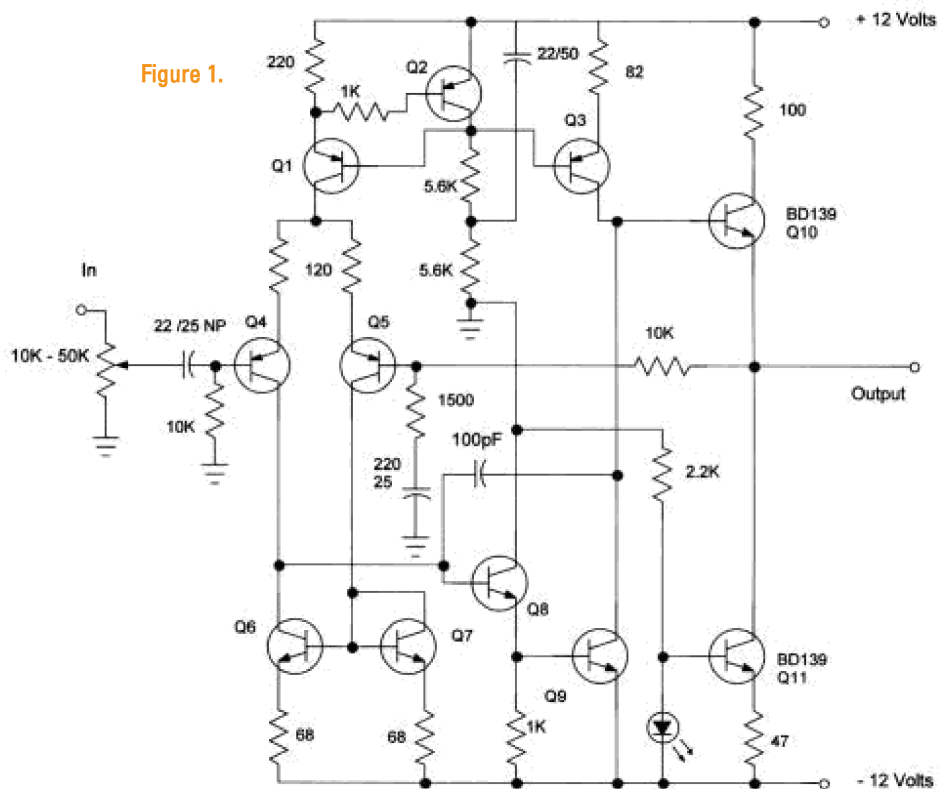 Figure 1.
+ 12 Volts
220
Q2
22/50
82
1K
100
Q3
Q1
5.6K
BD139
Q10
120
5.6K
In
22 /25 NP
Q4
Q5
10K
10K - 50K
Output
10K
1500
100pF
220
25
2.2K
Q8
Q6
Q7
BD139
Q11
Q9
68
68
1K
47
- 12 Volts